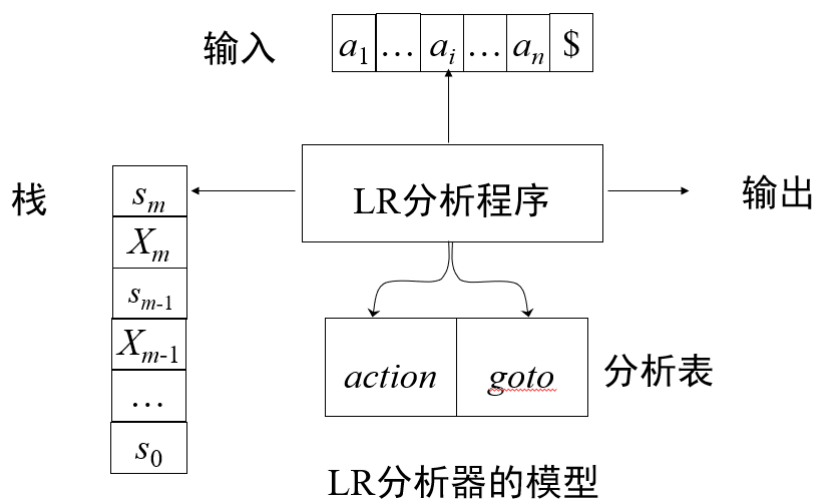 输入 a1 … ai … an $
栈
LR分析程序
输出
sm
Xm
sm-1
Xm-1
…
s0
action goto
分析表
LR分析器的模型